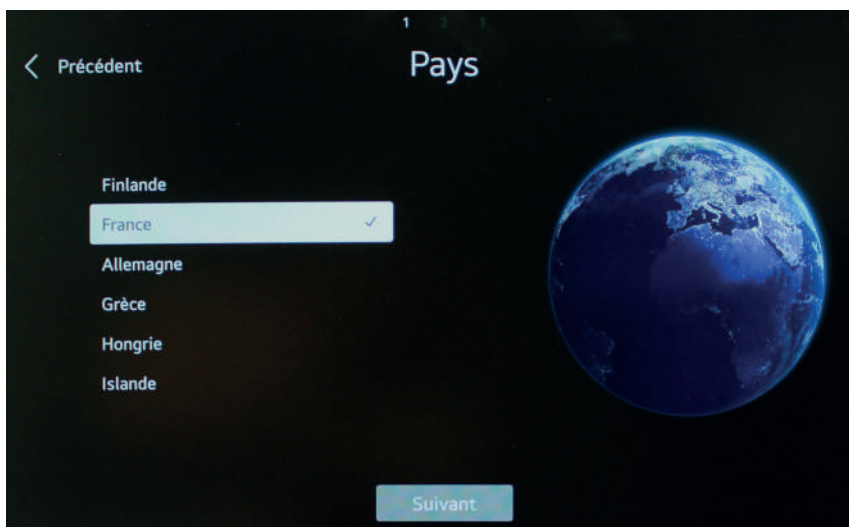 1 2 3
Précédent
Pays
Finlande
France
Allemagne
Grèce
Hongrie
Islande
Suivant